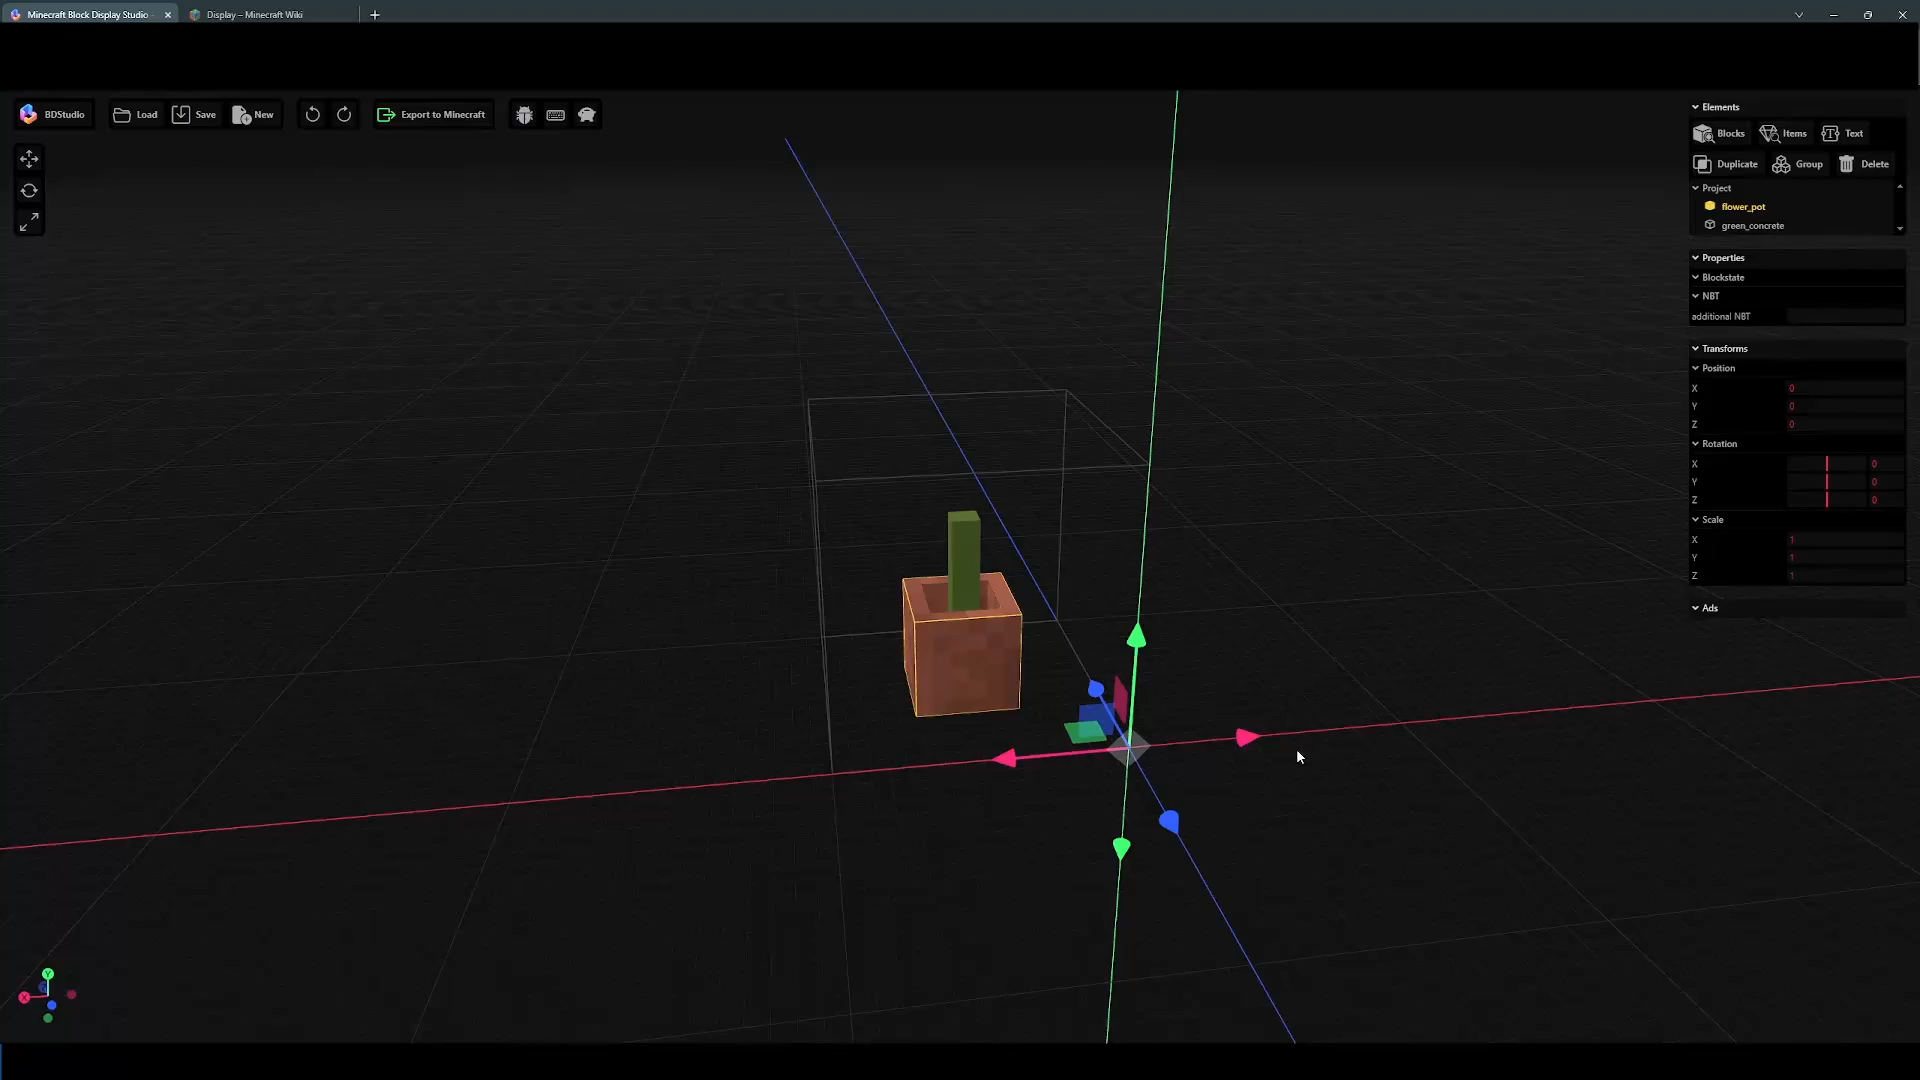 Minecraft Block Display Studio
Display – Minecraft Wiki
BDStudio
Load
Save
New
Export to Minecraft
Elements
Blocks
Items
Text
Duplicate
Group
Delete
Project
flower_pot
green_concrete
Properties
Blockstate
NBT
additional NBT
Transforms
Position
X 0
Y 0
Z 0
Rotation
X 0
Y 0
Z 0
Scale
X 1
Y 1
Z 1
Ads
Y
X